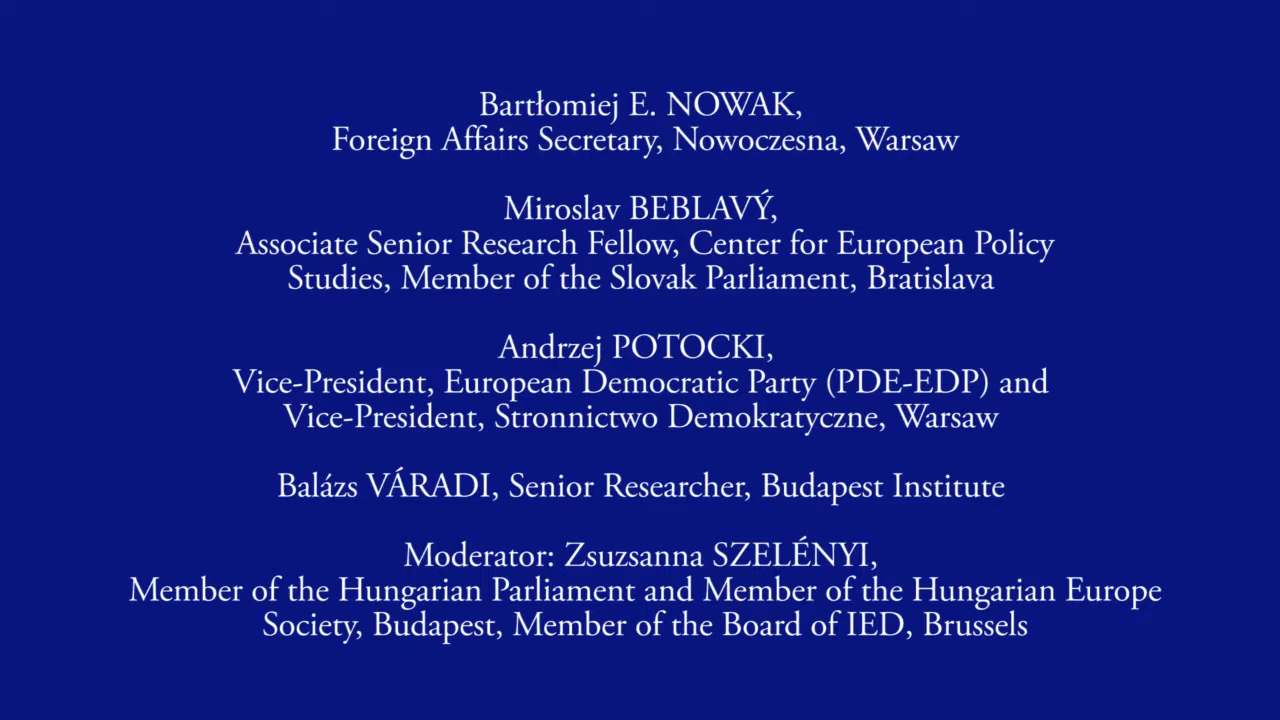 Bartłomiej E. NOWAK,
Foreign Affairs Secretary, Nowoczesna, Warsaw
Miroslav BEBLAVÝ,
Associate Senior Research Fellow, Center for European Policy
Studies, Member of the Slovak Parliament, Bratislava
Andrzej POTOCKI,
Vice-President, European Democratic Party (PDE-EDP) and
Vice-President, Stronnictwo Demokratyczne, Warsaw
Balázs VÁRADI, Senior Researcher, Budapest Institute
Moderator: Zsuzsanna SZELÉNYI,
Member of the Hungarian Parliament and Member of the Hungarian Europe
Society, Budapest, Member of the Board of IED, Brussels